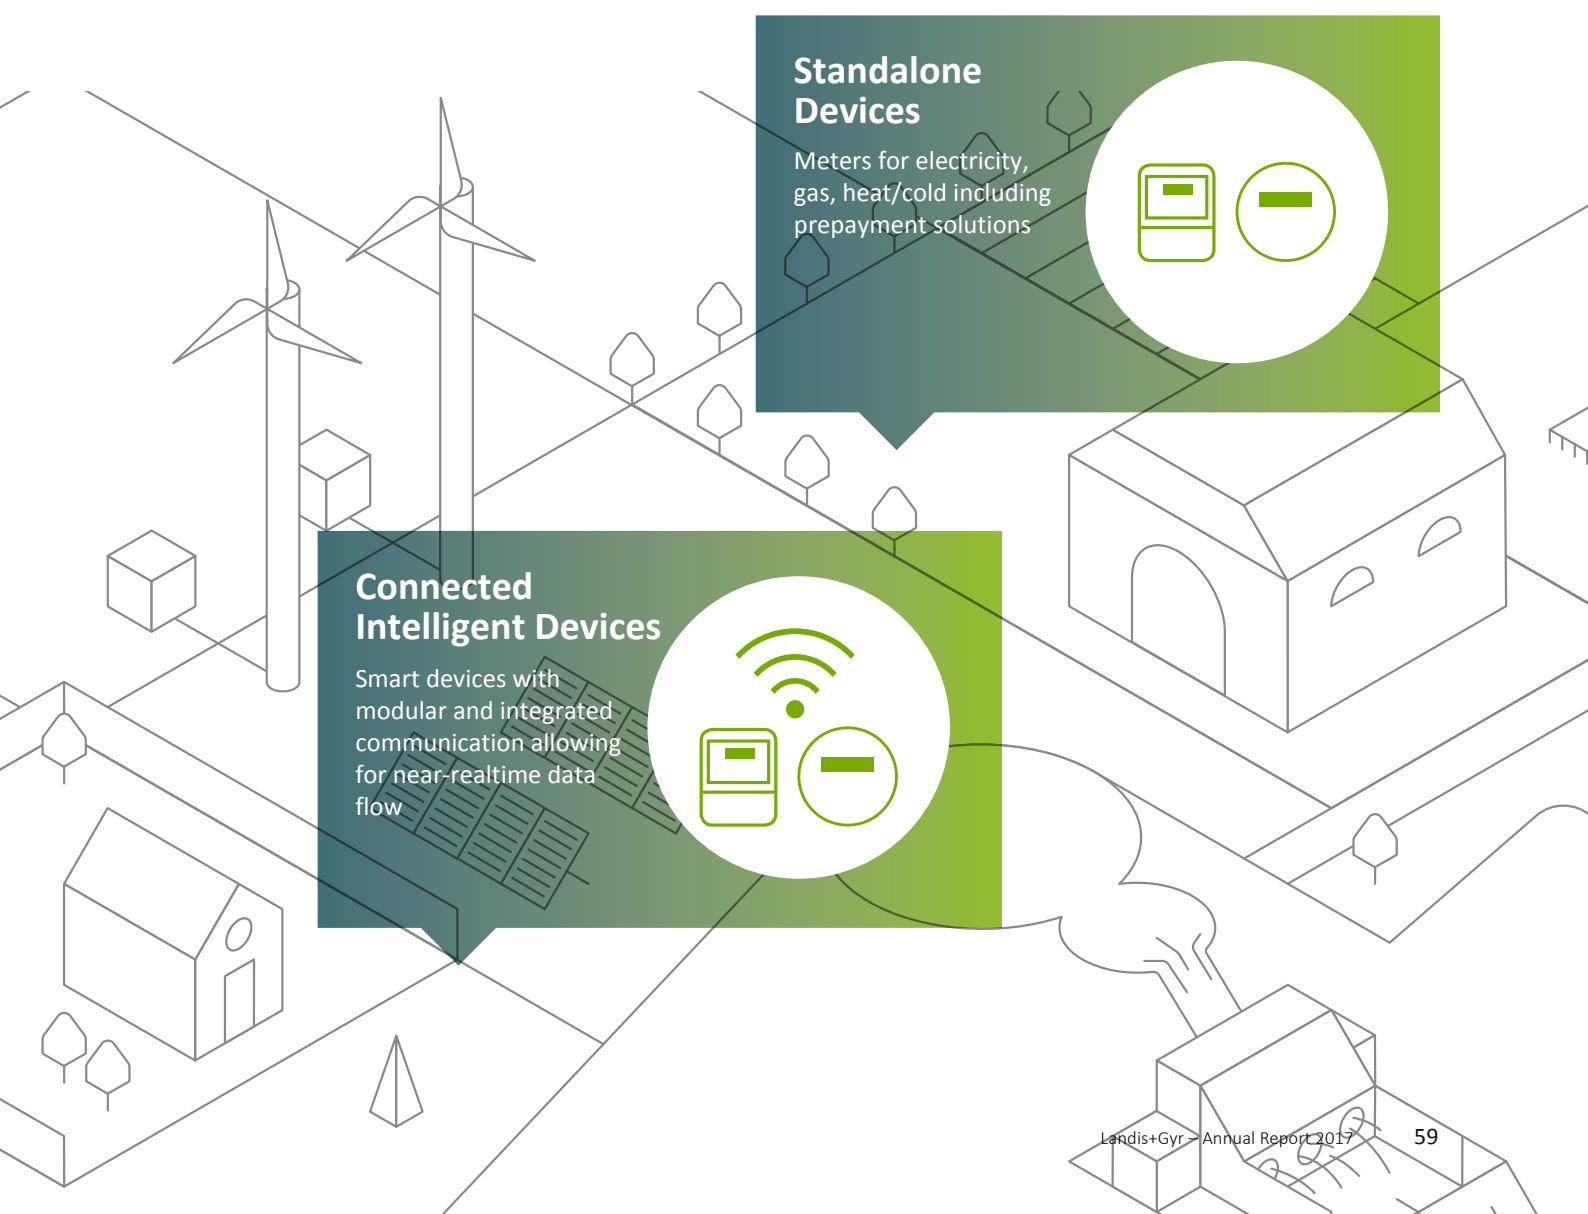 Standalone
Devices
Meters for electricity,
gas, heat/cold including
prepayment solutions
Connected
Intelligent Devices
Smart devices with
modular and integrated
communication allowing
for near-realtime data
flow
Landis+Gyr – Annual Report 2017 59